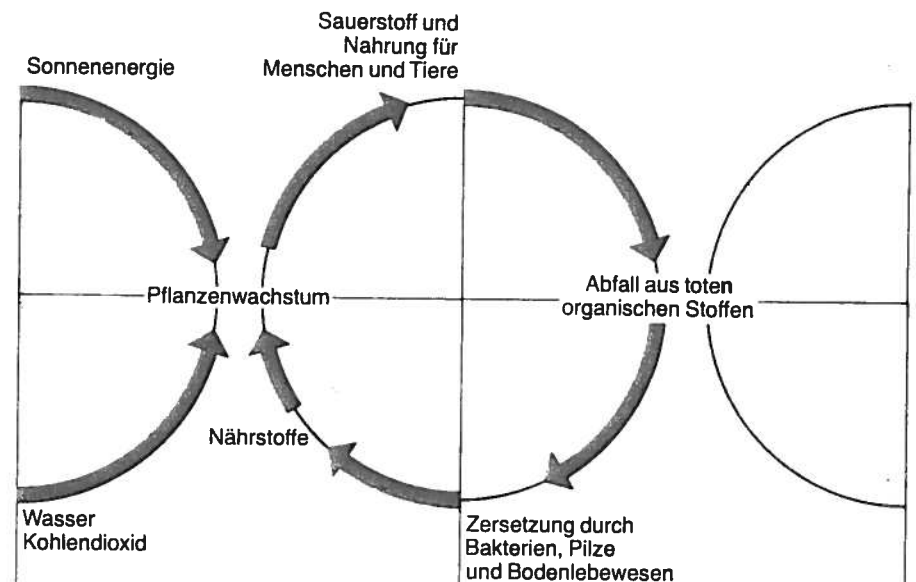 Sauerstoff und
Nahrung für
Menschen und Tiere
Sonnenenergie
Pflanzenwachstum
Abfall aus toten
organischen Stoffen
Nährstoffe
Wasser
Kohlendioxid
Zersetzung durch
Bakterien, Pilze
und Bodenlebewesen